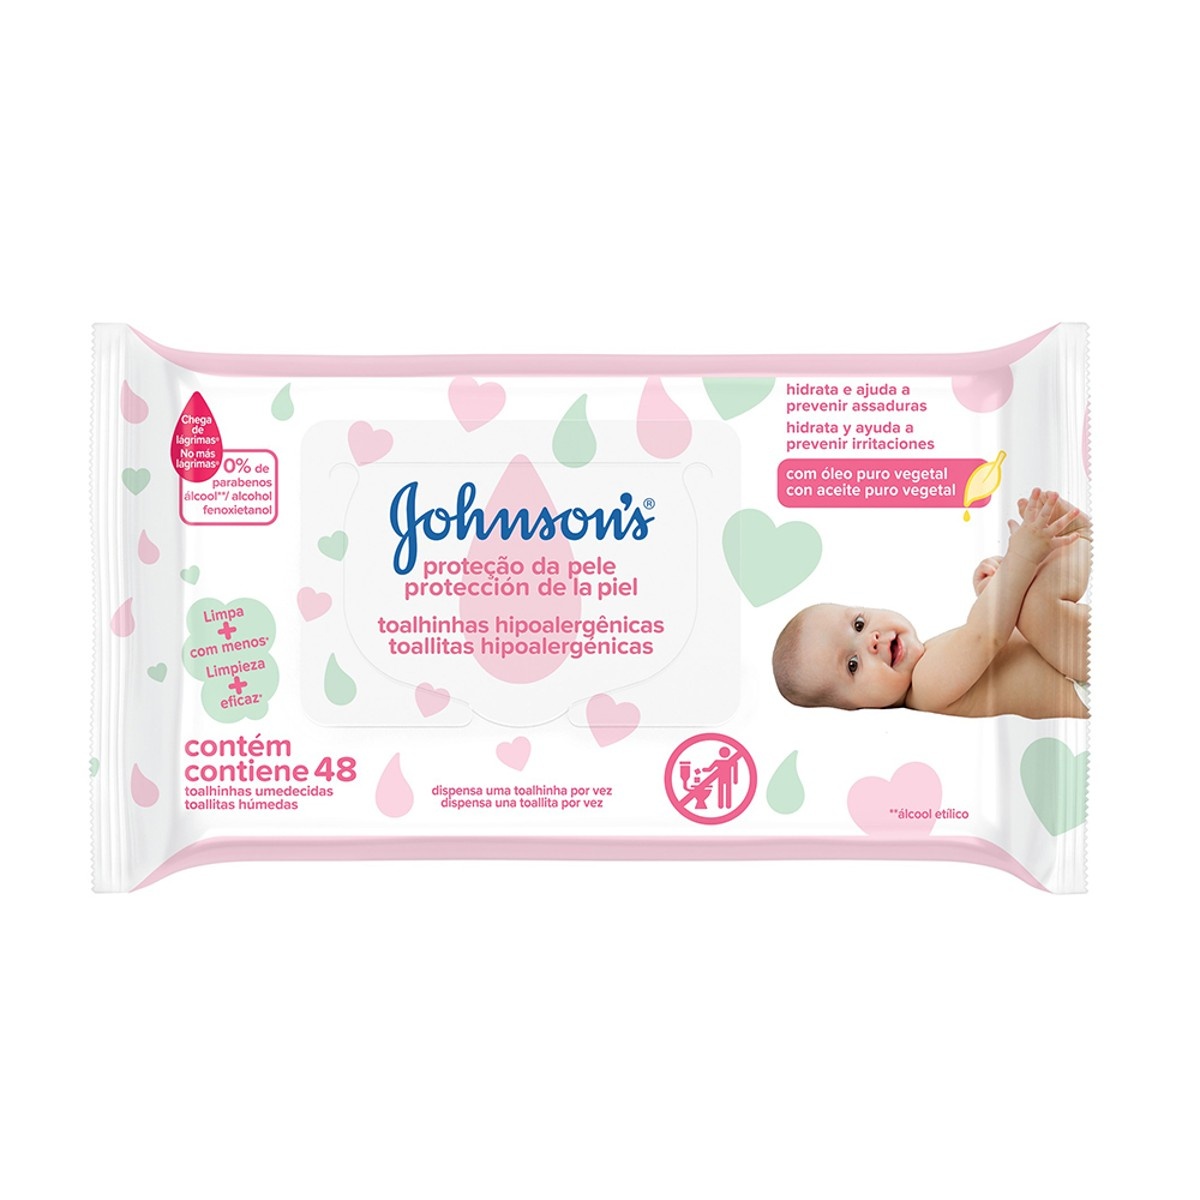 Chega
de
lágrimas®
No más
lágrimas®
0% de
parabenos
álcool**/ alcohol
fenoxietanol
Johnson's®
proteção da pele
protección de la piel
toalhinhas hipoalergênicas
toallitas hipoalergénicas
hidrata e ajuda a
prevenir assaduras
hidrata y ayuda a
prevenir irritaciones
com óleo puro vegetal
con aceite puro vegetal
Limpa
+
com menos*
Limpieza
+
eficaz*
contém
contiene 48
toalhinhas umedecidas
toallitas húmedas
dispensa uma toalhinha por vez
dispensa una toallita por vez
**álcool etílico